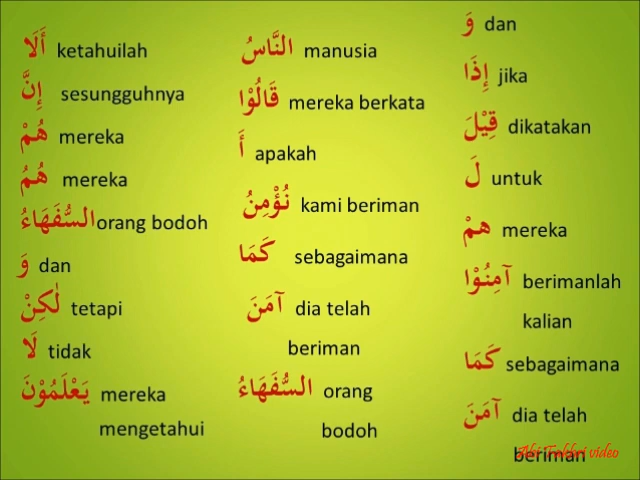 وَ dan
إِذَا jika
قِيْلَ dikatakan
لَ untuk
همْ mereka
آمِنُوْا berimanlah
kalian
كَمَا sebagaimana
آمَنَ dia telah
beriman
النَّاسُ manusia
قَالُوْا mereka berkata
أَ apakah
نُؤْمِنُ kami beriman
كَمَا sebagaimana
آمَنَ dia telah
beriman
السُّفَهَاءُ orang
bodoh
أَلَا ketahuilah
إِنَّ sesungguhnya
هُمْ mereka
هُمُ mereka
السُّفَهَاءُ orang bodoh
وَ dan
لٰكِنْ tetapi
لَا tidak
يَعْلَمُوْنَ mereka
mengetahui